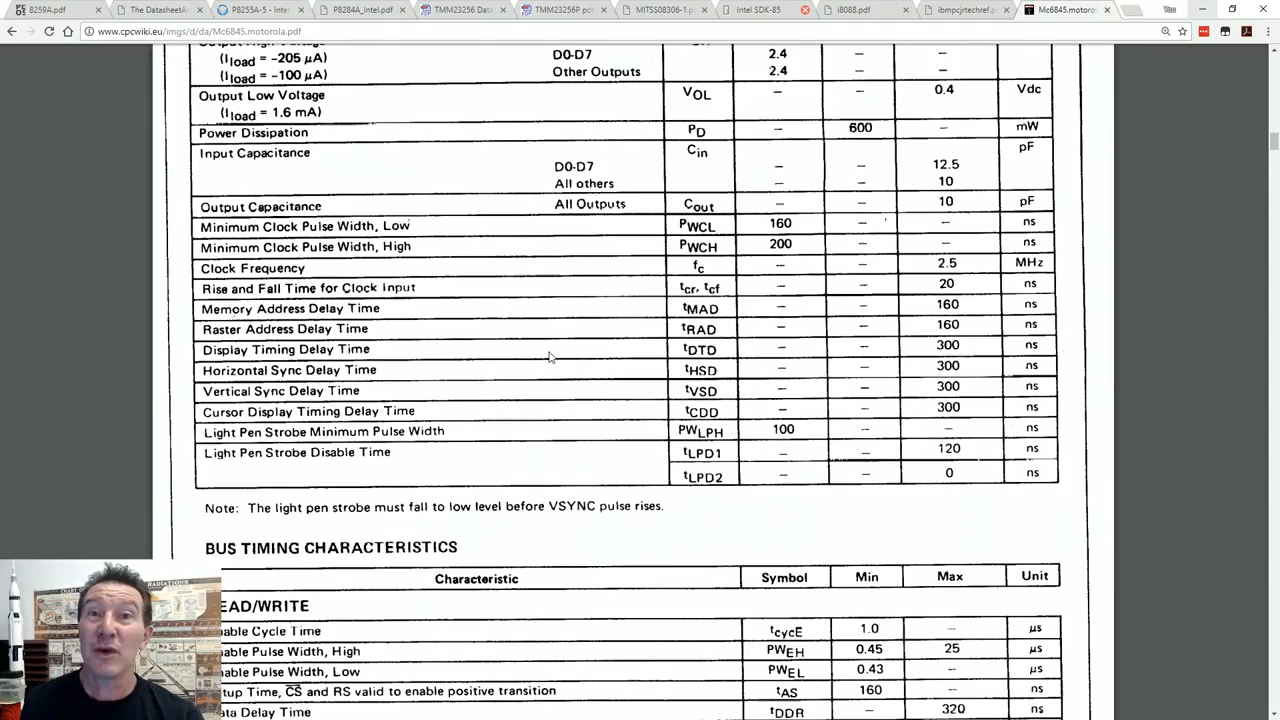 8259A.pdf The DatasheetA P8255A-5 - Intel P8284A_Intel.pdf TMM23256 Data TMM23256P pdf MITSS08306-1.p Intel SDK-85 i8088.pdf ibmpcjrtechref.p Mc6845.motorola You
www.cpcwiki.eu/imgs/d/da/Mc6845.motorola.pdf
(Iload = -205 μA) D0-D7 2.4 – –
(Iload = -100 μA) Other Outputs 2.4 – –
Output Low Voltage VOL – – 0.4 Vdc
(Iload = 1.6 mA)
Power Dissipation PD – 600 – mW
Input Capacitance Cin pF
D0-D7 – – 12.5
All others – – 10
Output Capacitance All Outputs Cout – – 10 pF
Minimum Clock Pulse Width, Low PWCL 160 – – ns
Minimum Clock Pulse Width, High PWCH 200 – – ns
Clock Frequency fc – – 2.5 MHz
Rise and Fall Time for Clock Input tcr, tcf – – 20 ns
Memory Address Delay Time tMAD – – 160 ns
Raster Address Delay Time tRAD – – 160 ns
Display Timing Delay Time tDTD – – 300 ns
Horizontal Sync Delay Time tHSD – – 300 ns
Vertical Sync Delay Time tVSD – – 300 ns
Cursor Display Timing Delay Time tCDD – – 300 ns
Light Pen Strobe Minimum Pulse Width PWLPH 100 – – ns
Light Pen Strobe Disable Time tLPD1 – – 120 ns
tLPD2 – – 0 ns
Note: The light pen strobe must fall to low level before VSYNC pulse rises.
BUS TIMING CHARACTERISTICS
Characteristic Symbol Min Max Unit
EAD/WRITE
nable Cycle Time tcycE 1.0 – μs
nable Pulse Width, High PWEH 0.45 25 μs
nable Pulse Width, Low PWEL 0.43 – μs
tup Time, CS and RS valid to enable positive transition tAS 160 – ns
ata Delay Time tDDR – 320 ns